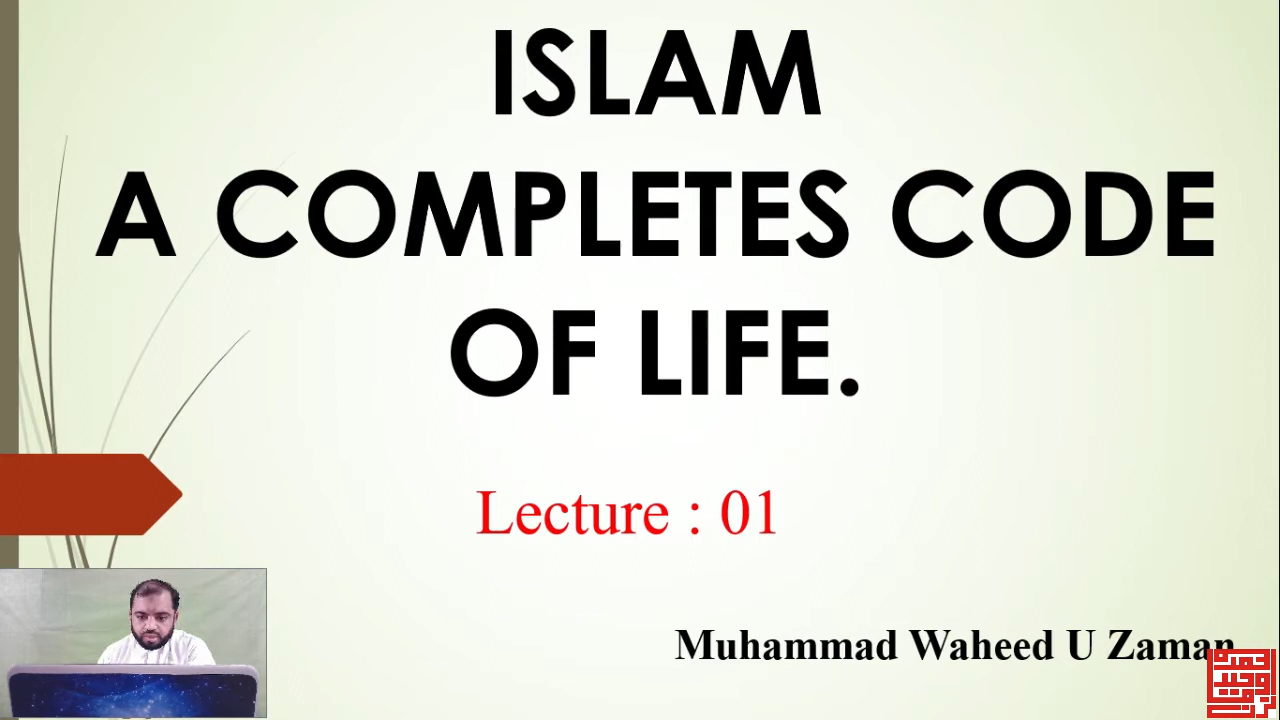 ISLAM
A COMPLETES CODE
OF LIFE.
Lecture : 01
Muhammad Waheed U Zaman